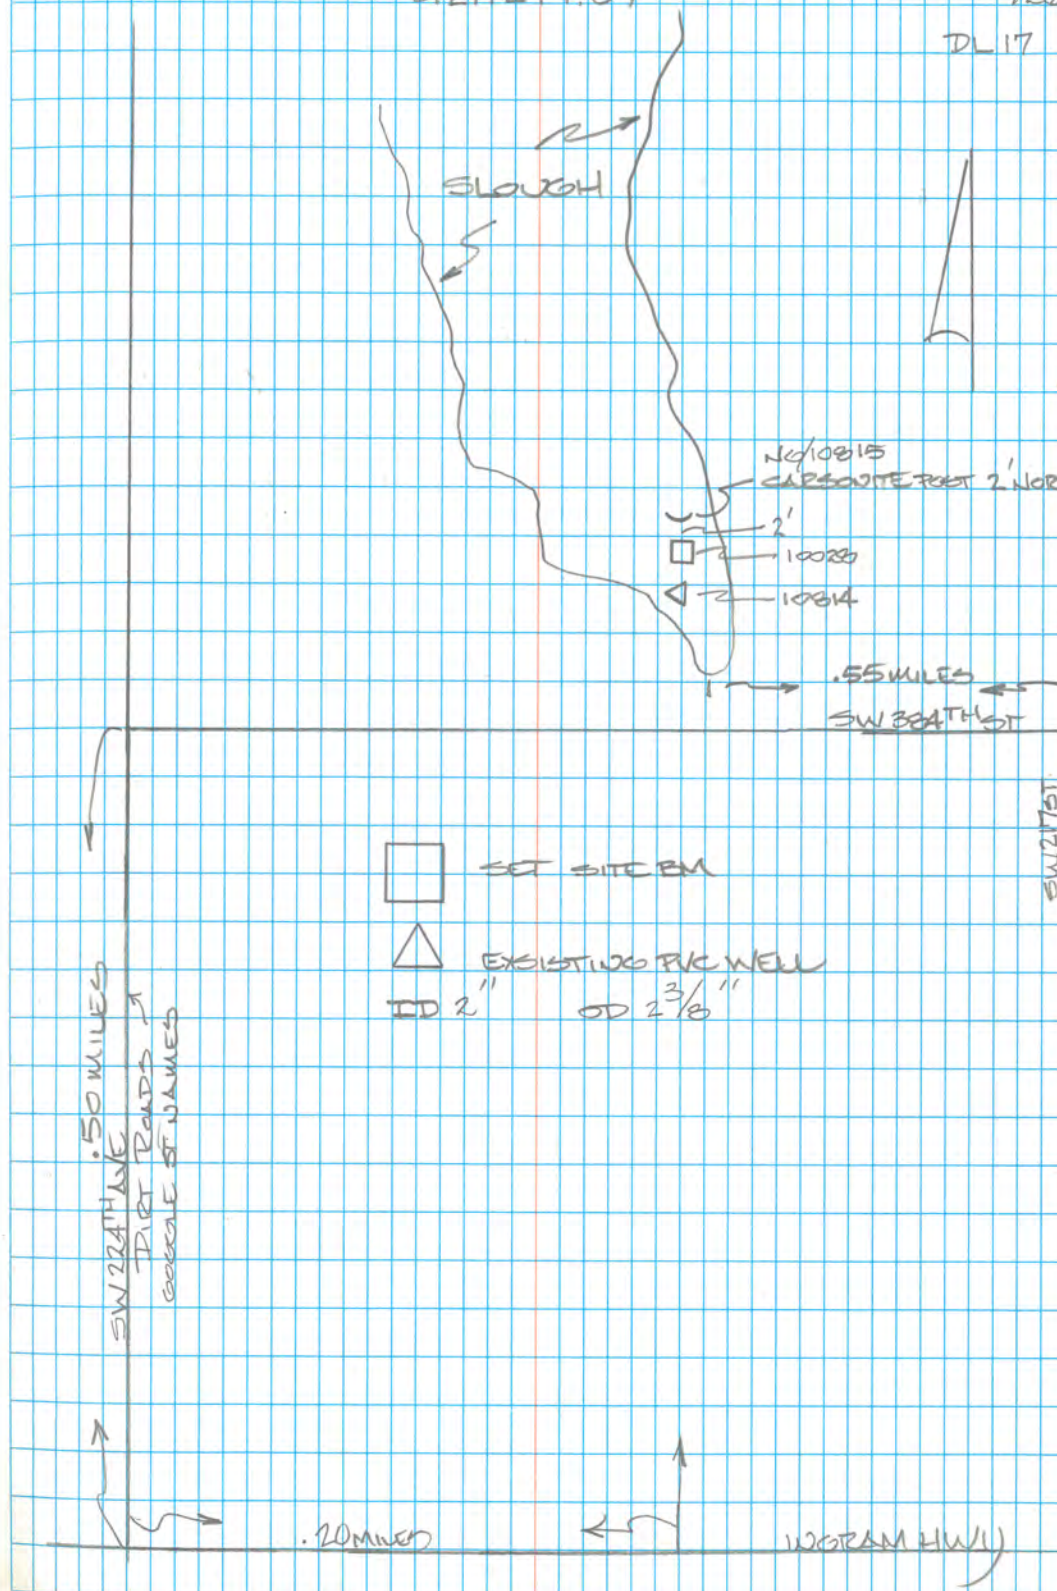 DL 17
SLOUGH
NG/10815
CARSONITE POST 2' NOR
2'
10028
10814
.55 MILES
SW 384TH ST
SW 217 ST
SET SITE BM
EXSISTING PVC WELL
ID 2" OD 2 3/8"
.50 MILES
SW 224TH AVE
DIRT ROADS
GOOGLE ST NAMES
.20 MILES
INGRAM HWY